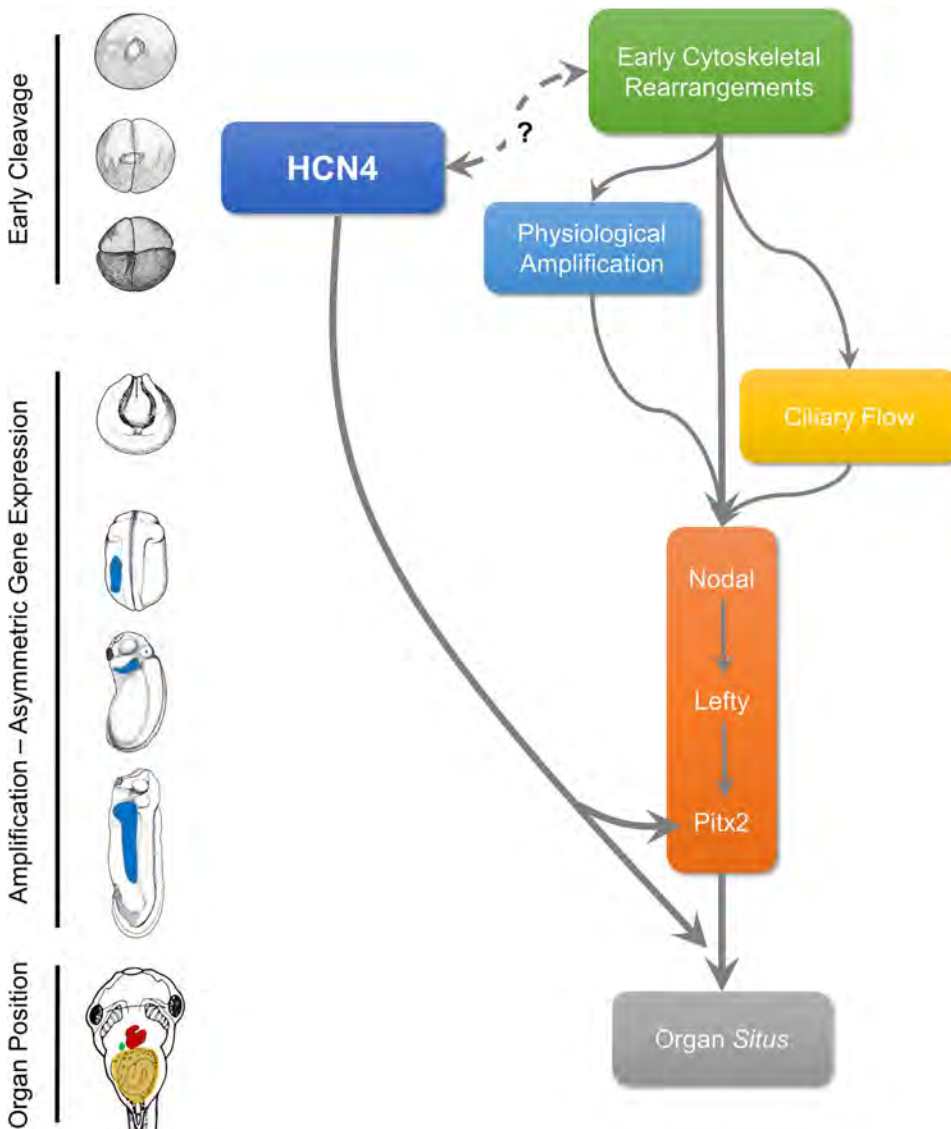 Early Cleavage
Amplification – Asymmetric Gene Expression
Organ Position
Early Cytoskeletal
Rearrangements
?
HCN4
Physiological
Amplification
Ciliary Flow
Nodal
Lefty
Pitx2
Organ Situs